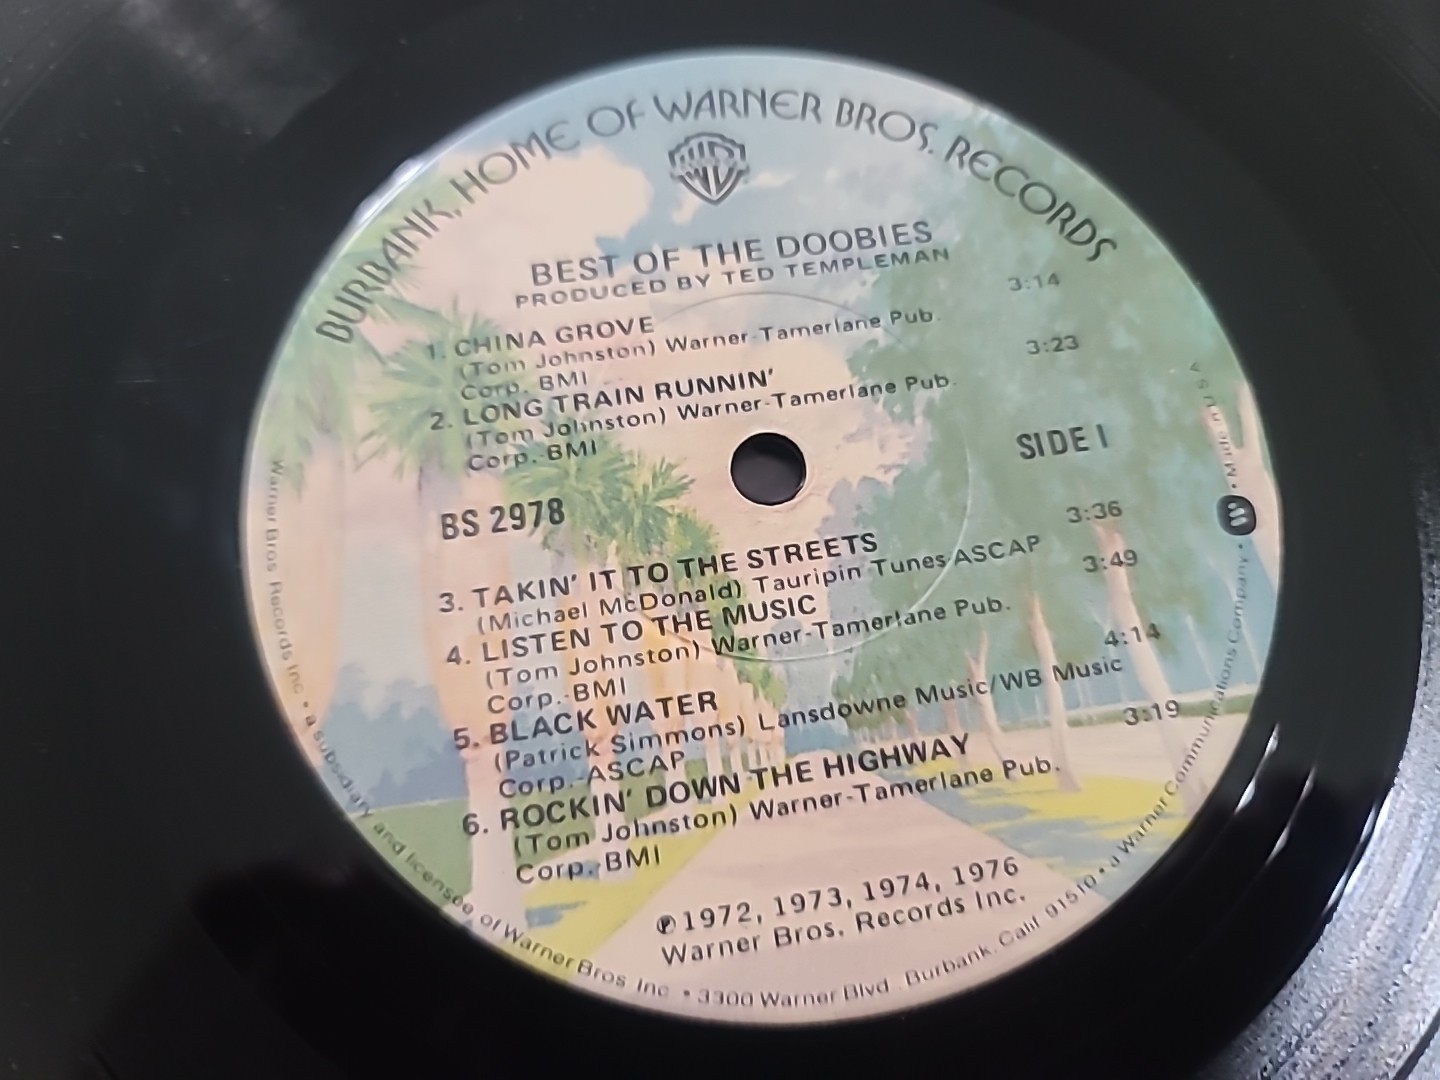 BURBANK, HOME OF WARNER BROS. RECORDS
BEST OF THE DOOBIES
PRODUCED BY TED TEMPLEMAN
1. CHINA GROVE 3:14
(Tom Johnston) Warner-Tamerlane Pub.
Corp. BMI
2. LONG TRAIN RUNNIN' 3:23
(Tom Johnston) Warner-Tamerlane Pub.
Corp.-BMI
SIDE 1
BS 2978
3. TAKIN' IT TO THE STREETS 3:36
(Michael McDonald) Tauripin Tunes-ASCAP
4. LISTEN TO THE MUSIC 3:49
(Tom Johnston) Warner-Tamerlane Pub.
Corp.-BMI
5. BLACK WATER 4:14
(Patrick Simmons) Lansdowne Music/WB Music
Corp.-ASCAP
6. ROCKIN' DOWN THE HIGHWAY 3:19
(Tom Johnston) Warner-Tamerlane Pub.
Corp.-BMI
℗1972, 1973, 1974, 1976
Warner Bros. Records Inc.
Warner Bros. Records Inc. • a subsidiary and licensee of Warner Bros. Inc. • 3300 Warner Blvd., Burbank, Calif. 91510 • a Warner Communications Company • Made in U.S.A.